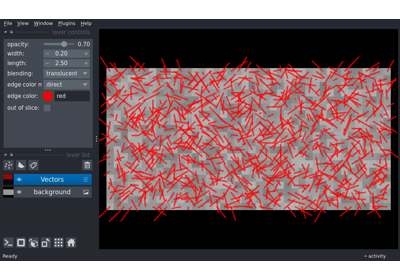 File View Window Plugins Help
layer controls
opacity: 0.70
width: 0.20
length: 2.50
blending: translucent
edge color m direct
edge color: red
out of slice:
layer list
Vectors
background
Ready activity